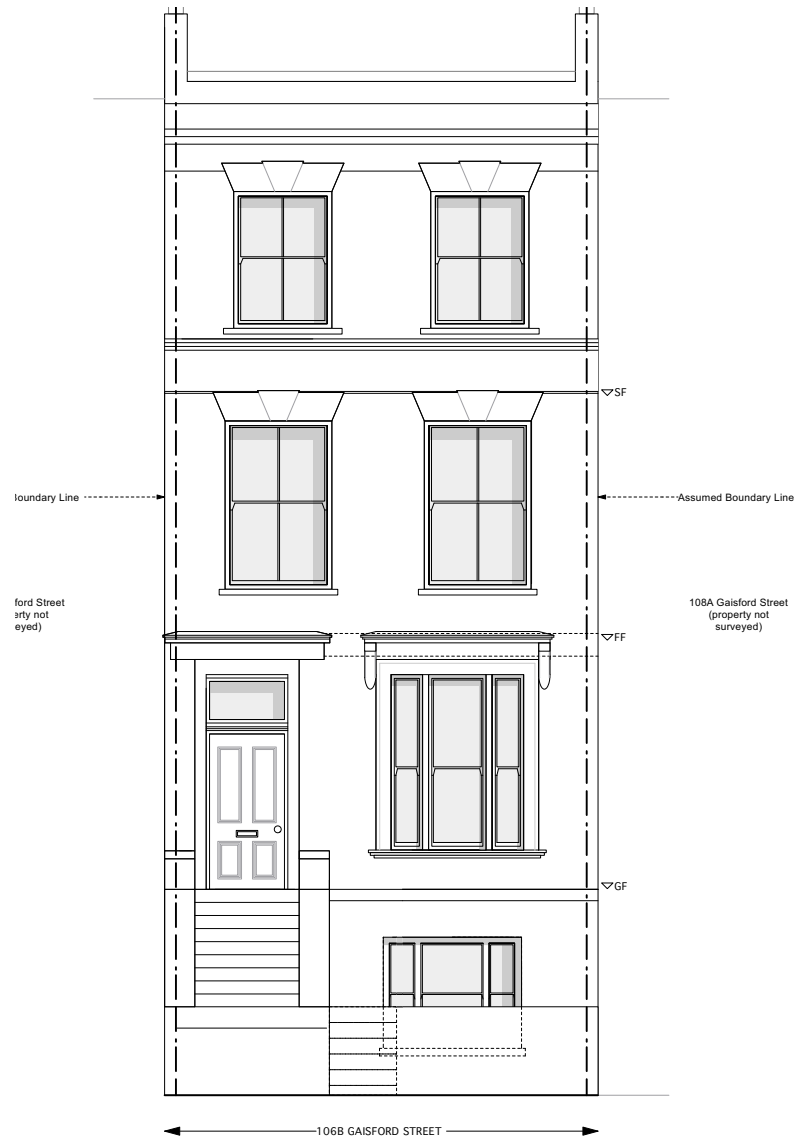 SF
Boundary Line
Assumed Boundary Line
ford Street
erty not
eyed)
108A Gaisford Street
(property not
surveyed)
FF
GF
106B GAISFORD STREET